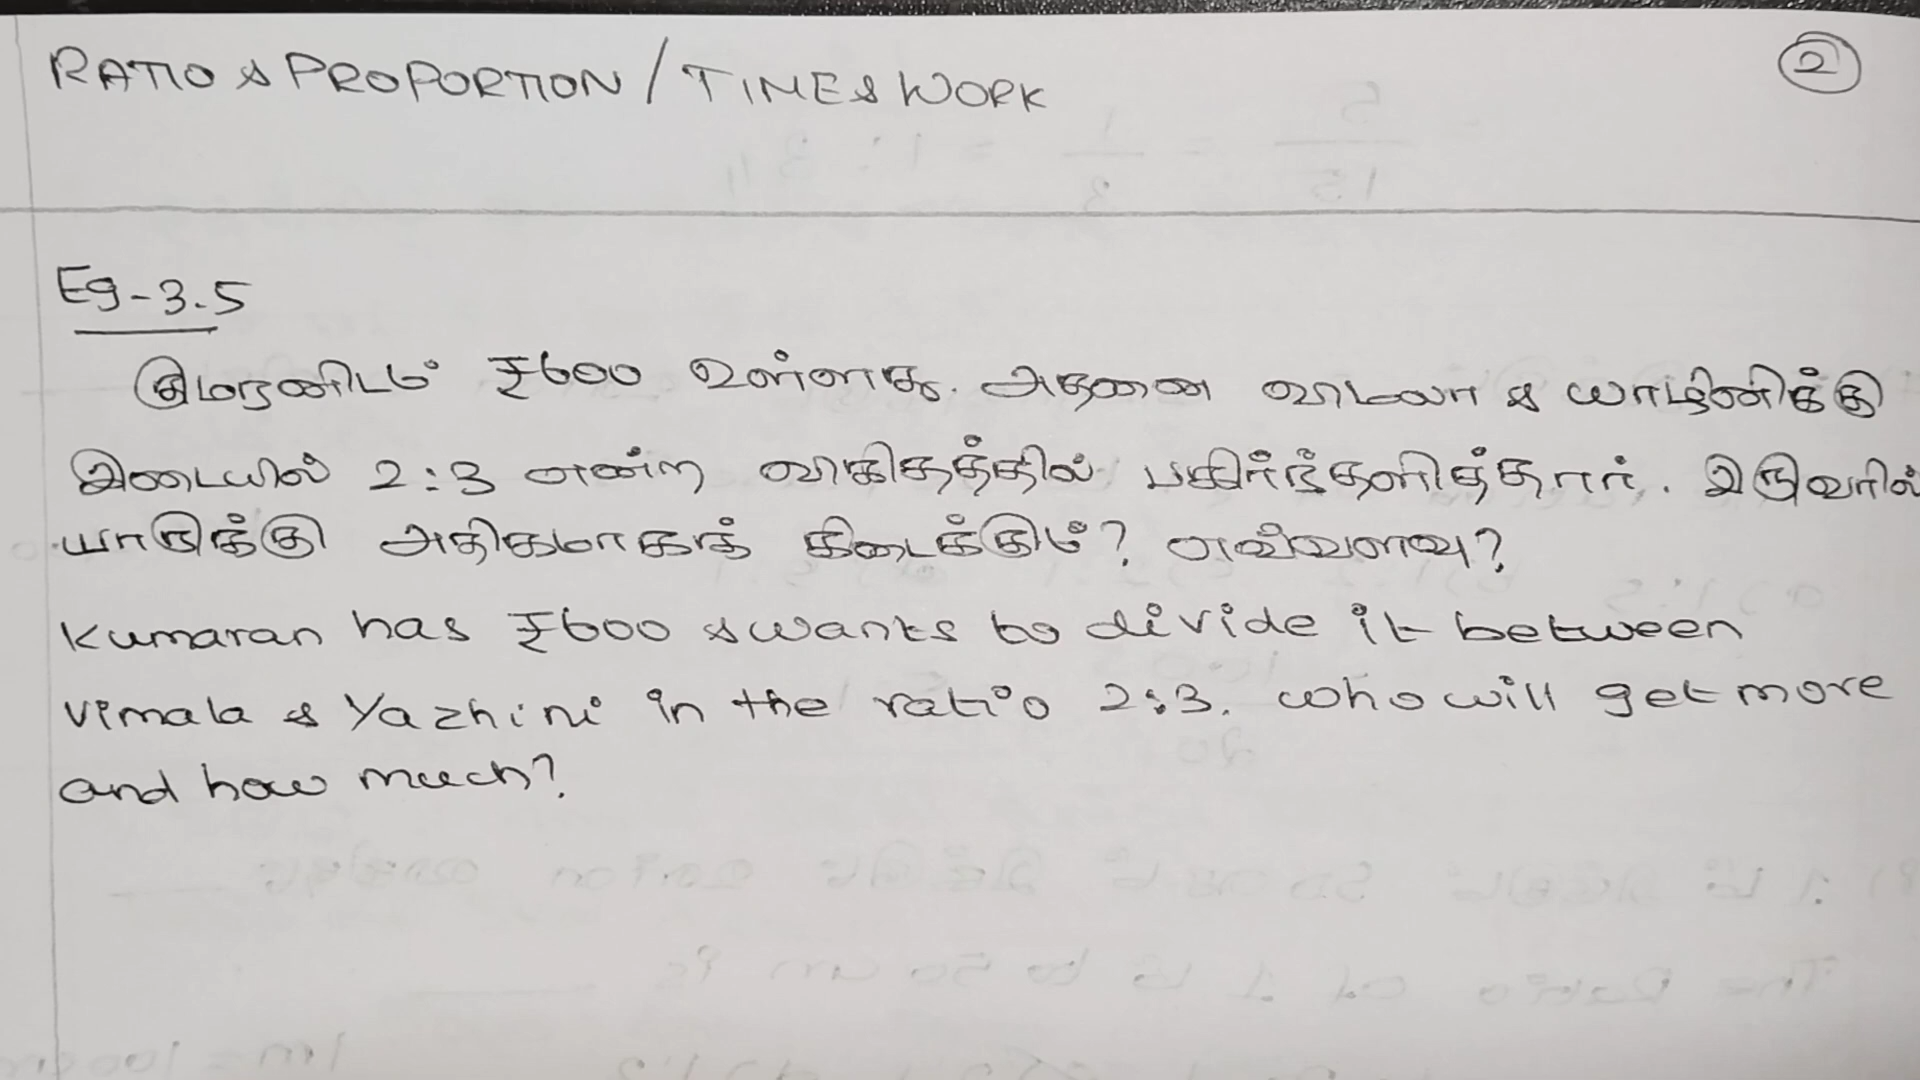 RATIO & PROPORTION / TIME & WORK
2
Eg-3.5
குமரனிடம் ₹600 உள்ளது. அதனை விமலா & யாழினிக்கு
இடையில் 2:3 என்ற விகிதத்தில் பகிர்ந்தளித்தார். இருவரில்
யாருக்கு அதிகமாகக் கிடைக்கும்? எவ்வளவு?
Kumaran has ₹600 & wants to divide it between
Vimala & Yazhini in the ratio 2:3. who will get more
and how much?